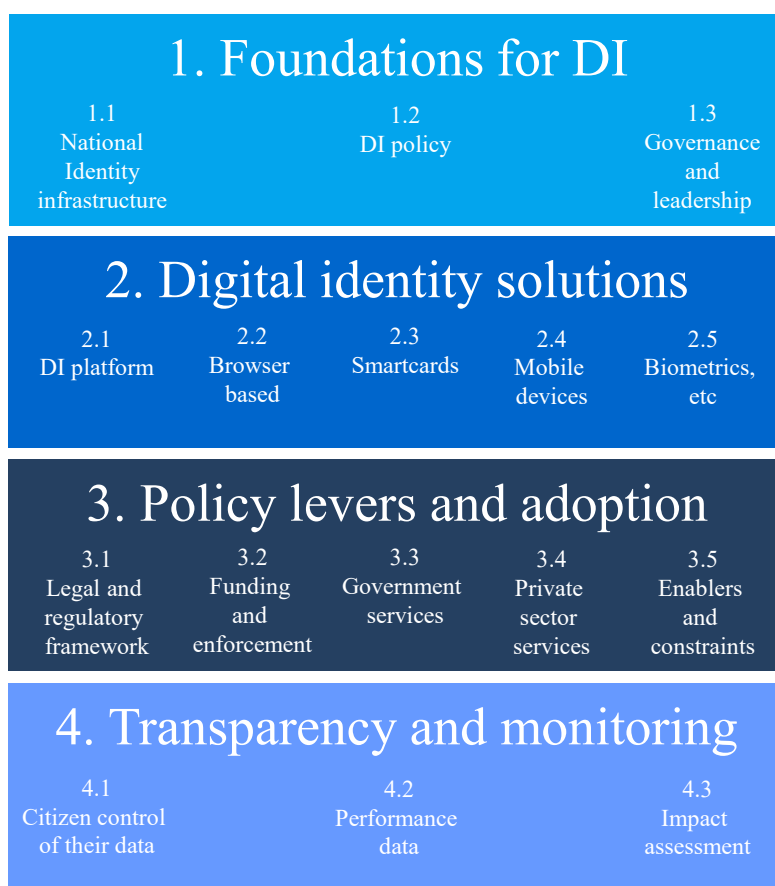 1. Foundations for DI
1.1
National
Identity
infrastructure
1.2
DI policy
1.3
Governance
and
leadership
2. Digital identity solutions
2.1
DI platform
2.2
Browser
based
2.3
Smartcards
2.4
Mobile
devices
2.5
Biometrics,
etc
3. Policy levers and adoption
3.1
Legal and
regulatory
framework
3.2
Funding
and
enforcement
3.3
Government
services
3.4
Private
sector
services
3.5
Enablers
and
constraints
4. Transparency and monitoring
4.1
Citizen control
of their data
4.2
Performance
data
4.3
Impact
assessment